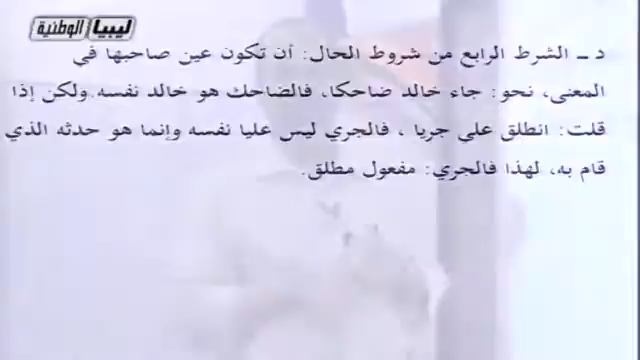 ليبيا الوطنية
د ـ الشرط الرابع من شروط الحال: أن تكون عين صاحبها في
المعنى، نحو: جاء خالد ضاحكا، فالضاحك هو خالد نفسه.ولكن إذا
قلت: انطلق علي جريا ، فالجري ليس عليا نفسه وإنما هو حدثه الذي
قام به، لهذا فالجري: مفعول مطلق.